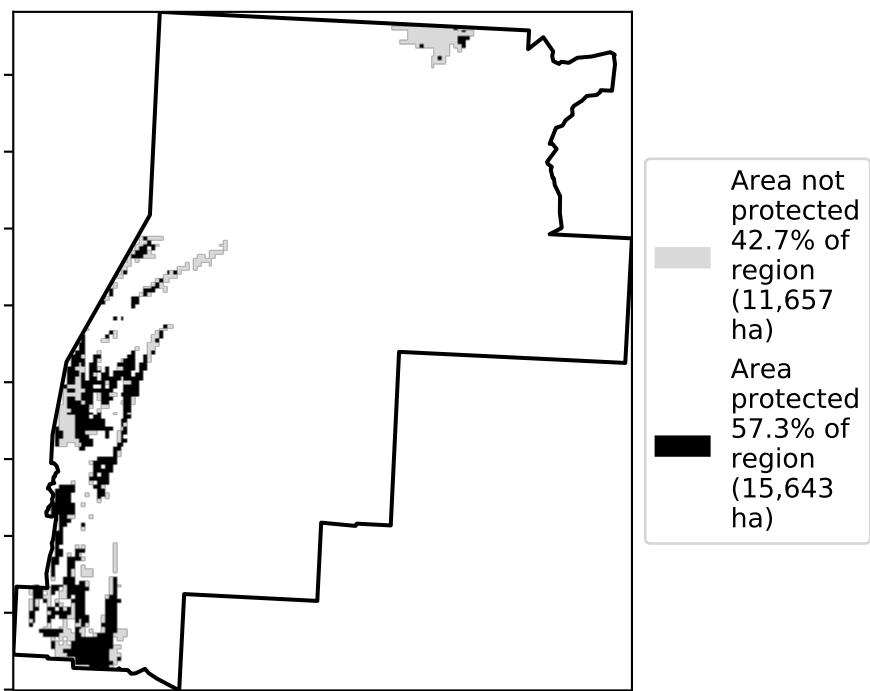 Area not
protected
42.7% of
region
(11,657
ha)
Area
protected
57.3% of
region
(15,643
ha)